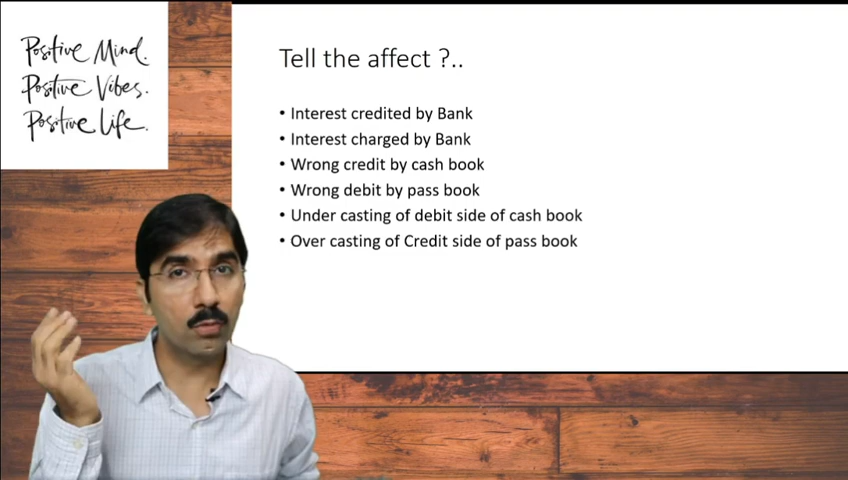 Positive Mind.
Positive Vibes.
Positive Life.
Tell the affect ?..
• Interest credited by Bank
• Interest charged by Bank
• Wrong credit by cash book
• Wrong debit by pass book
• Under casting of debit side of cash book
• Over casting of Credit side of pass book